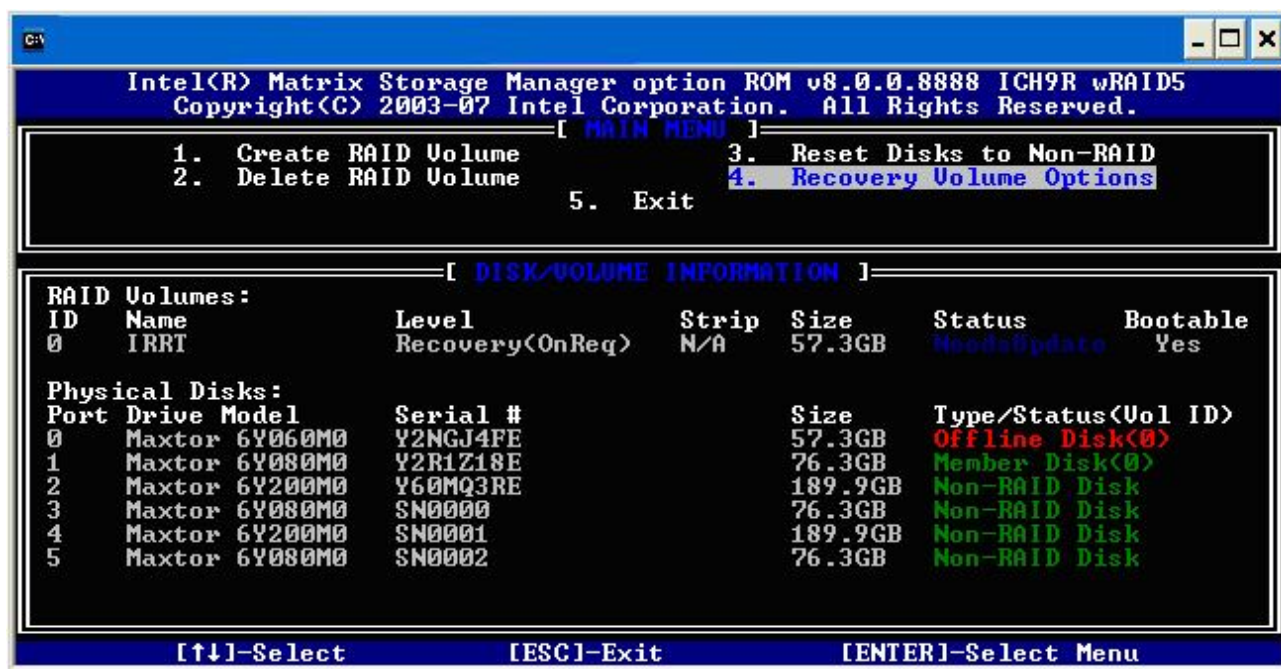 C:\
Intel(R) Matrix Storage Manager option ROM v8.0.0.8888 ICH9R wRAID5
Copyright(C) 2003-07 Intel Corporation. All Rights Reserved.
[ MAIN MENU ]
1. Create RAID Volume 3. Reset Disks to Non-RAID
2. Delete RAID Volume 4. Recovery Volume Options
5. Exit
[ DISK/VOLUME INFORMATION ]
RAID Volumes:
ID Name Level Strip Size Status Bootable
0 IRRT Recovery(OnReq) N/A 57.3GB NeedsUpdate Yes
Physical Disks:
Port Drive Model Serial # Size Type/Status(Vol ID)
0 Maxtor 6Y060M0 Y2NGJ4FE 57.3GB Offline Disk(0)
1 Maxtor 6Y080M0 Y2R1Z18E 76.3GB Member Disk(0)
2 Maxtor 6Y200M0 Y60MQ3RE 189.9GB Non-RAID Disk
3 Maxtor 6Y080M0 SN0000 76.3GB Non-RAID Disk
4 Maxtor 6Y200M0 SN0001 189.9GB Non-RAID Disk
5 Maxtor 6Y080M0 SN0002 76.3GB Non-RAID Disk
[↑↓]-Select [ESC]-Exit [ENTER]-Select Menu